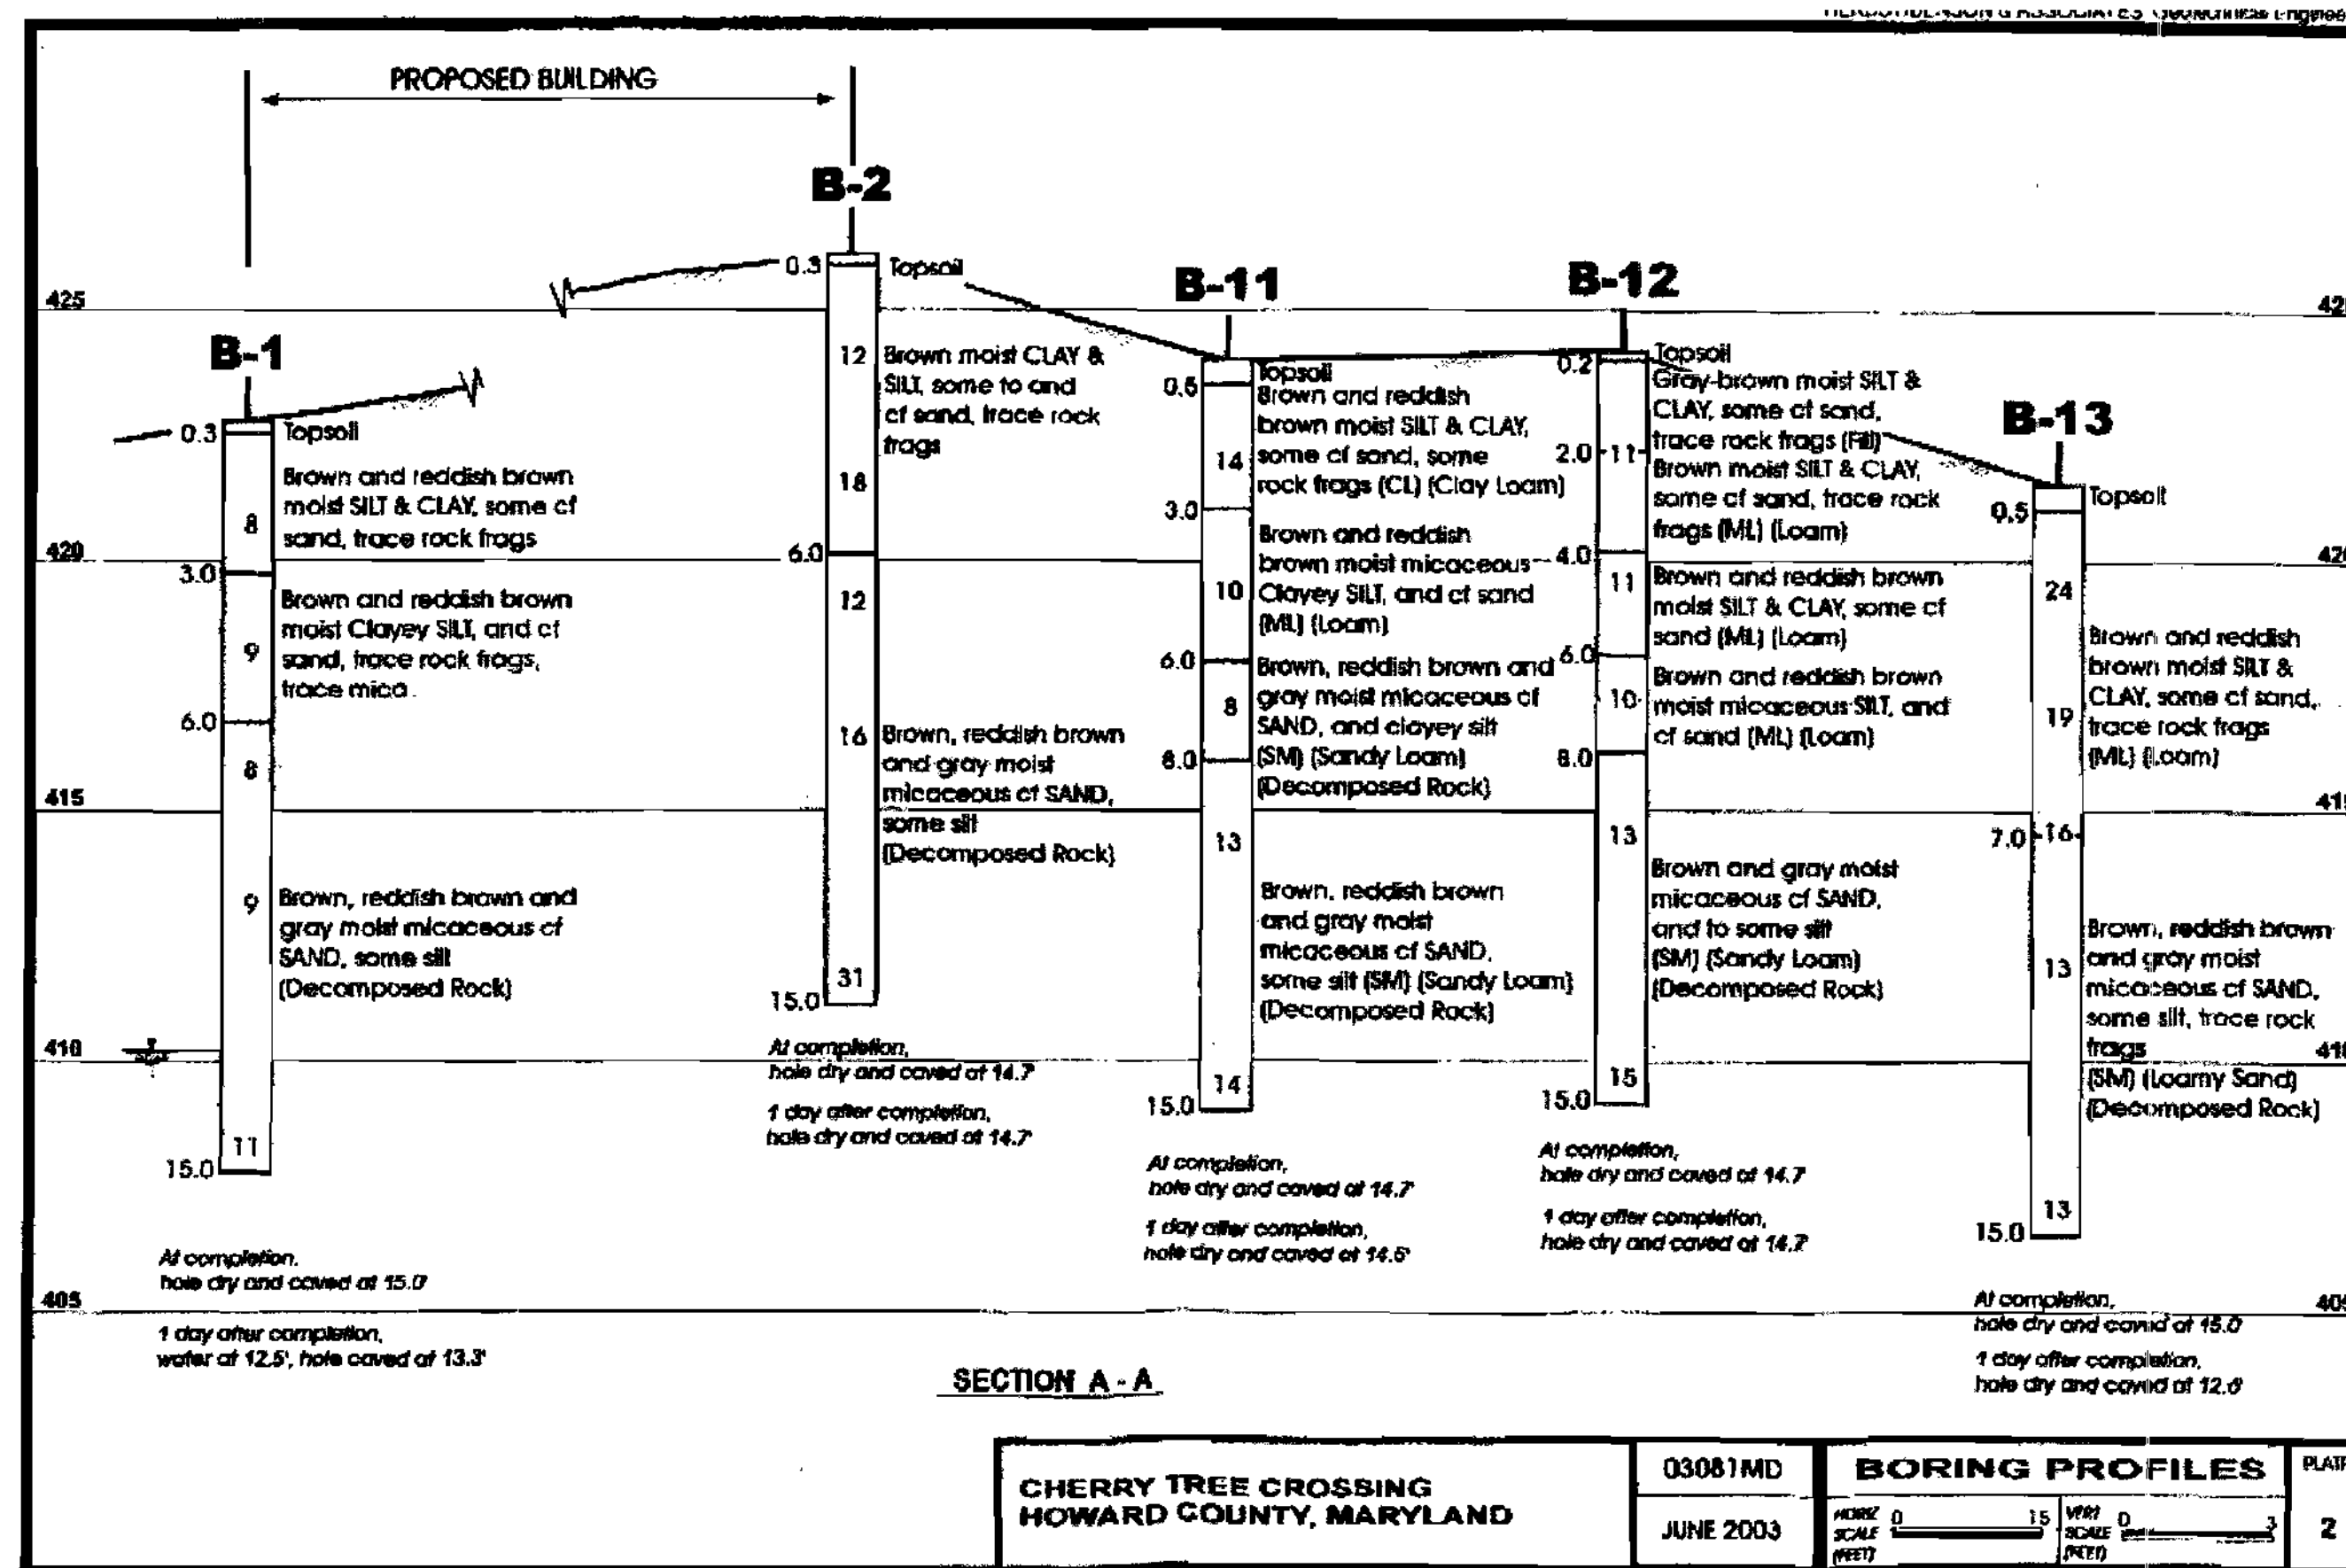 PROPOSED BUILDING
B-1
0.3
Topsoil
Brown and reddish brown
moist SILT & CLAY, some cf
sand, trace rock frags
8
3.0
Brown and reddish brown
moist Clayey SILT, and cf
sand, trace rock frags,
trace mica
9
6.0
8
9
Brown, reddish brown and
gray moist micaceous cf
SAND, some silt
(Decomposed Rock)
11
15.0
At completion,
hole dry and caved at 15.0'
1 day after completion,
water at 12.5', hole caved at 13.3'
B-2
0.3
Topsoil
12
Brown moist CLAY &
SILT, some to and
cf sand, trace rock
frags
18
6.0
12
16
Brown, reddish brown
and gray moist
micaceous cf SAND,
some silt
(Decomposed Rock)
31
15.0
At completion,
hole dry and caved at 14.7'
1 day after completion,
hole dry and caved at 14.7'
B-11
Topsoil
0.5
Brown and reddish
brown moist SILT & CLAY,
some cf sand, some
rock frags (CL) (Clay Loam)
14
3.0
Brown and reddish
brown moist micaceous
Clayey SILT, and cf sand
(ML) (Loam)
10
6.0
Brown, reddish brown and
gray moist micaceous cf
SAND, and clayey silt
(SM) (Sandy Loam)
(Decomposed Rock)
8
8.0
13
Brown, reddish brown
and gray moist
micaceous cf SAND,
some silt (SM) (Sandy Loam)
(Decomposed Rock)
14
15.0
At completion,
hole dry and caved at 14.7'
1 day after completion,
hole dry and caved at
B-12
0.2
Topsoil
Gray-brown moist SILT &
CLAY, some cf sand,
trace rock frags (Fill)
2.0
11
Brown moist SILT & CLAY,
some cf sand, trace rock
frags (ML) (Loam)
4.0
11
Brown and reddish brown
moist SILT & CLAY, some cf
sand (ML) (Loam)
6.0
10
Brown and reddish brown
moist micaceous SILT, and
cf sand (ML) (Loam)
8.0
13
Brown and gray moist
micaceous cf SAND,
and to some silt
(SM) (Sandy Loam)
(Decomposed Rock)
15
15.0
At completion,
hole dry and caved at 14.7'
1 day after completion,
hole dry and caved at 14.7'
B-13
0.5
Topsoil
24
Brown and reddish
brown moist SILT &
CLAY, some cf sand,
trace rock frags
(ML) (Loam)
19
7.0
16
13
Brown, reddish brown
and gray moist
micaceous cf SAND,
some silt, trace rock
frags
(SM) (Loamy Sand)
(Decomposed Rock)
13
15.0
At completion,
hole dry and caved at 15.0'
1 day after completion,
hole dry and caved at
425
420
415
410
405
SECTION A - A
CHERRY TREE CROSSING
HOWARD COUNTY, MARYLAND
03081MD
JUNE 2003
BORING PROFILES
HORIZ SCALE (FEET) 0 15
VERT SCALE (FEET) 0 3
2